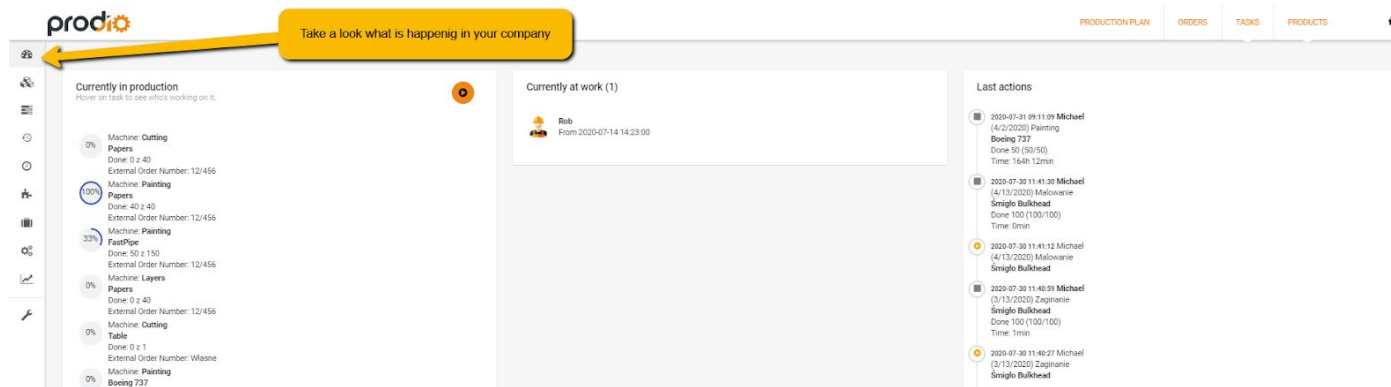 prodio
Take a look what is happenig in your company
PRODUCTION PLAN ORDERS TASKS PRODUCTS
Currently in production
Hover on task to see who's working on it.
0%
Machine: Cutting
Papers
Done: 0 z 40
External Order Number: 12/456
100%
Machine: Painting
Papers
Done: 40 z 40
External Order Number: 12/456
33%
Machine: Painting
FastPipe
Done: 50 z 150
External Order Number: 12/456
0%
Machine: Layers
Papers
Done: 0 z 40
External Order Number: 12/456
0%
Machine: Cutting
Table
Done: 0 z 1
External Order Number: Własne
0%
Machine: Painting
Boeing 737
Currently at work (1)
Rob
From 2020-07-14 14:23:00
Last actions
2020-07-31 09:11:09 Michael
(4/2/2020) Painting
Boeing 737
Done 50 (50/50)
Time: 164h 12min
2020-07-30 11:41:30 Michael
(4/13/2020) Malowanie
Śmigło Bulkhead
Done 100 (100/100)
Time: 0min
2020-07-30 11:41:12 Michael
(4/13/2020) Malowanie
Śmigło Bulkhead
2020-07-30 11:40:59 Michael
(3/13/2020) Zaginanie
Śmigło Bulkhead
Done 100 (100/100)
Time: 1min
2020-07-30 11:40:27 Michael
(3/13/2020) Zaginanie
Śmigło Bulkhead